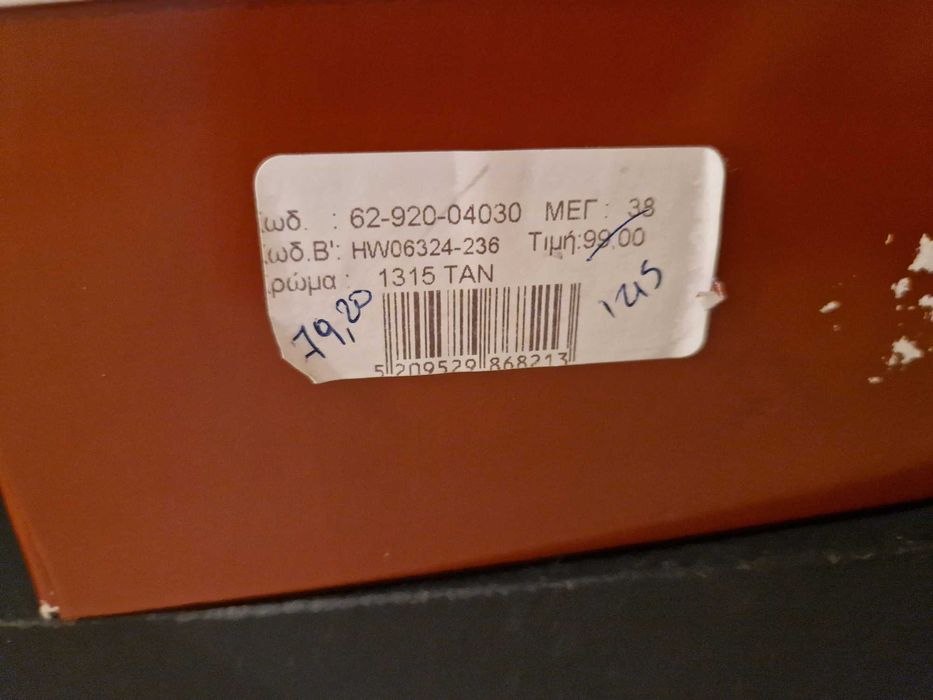 ωδ. : 62-920-04030 ΜΕΓ : 38
ωδ.Β': HW06324-236 Τιμή:99,00
ρώμα : 1315 TAN
79,20
5 209529 868213